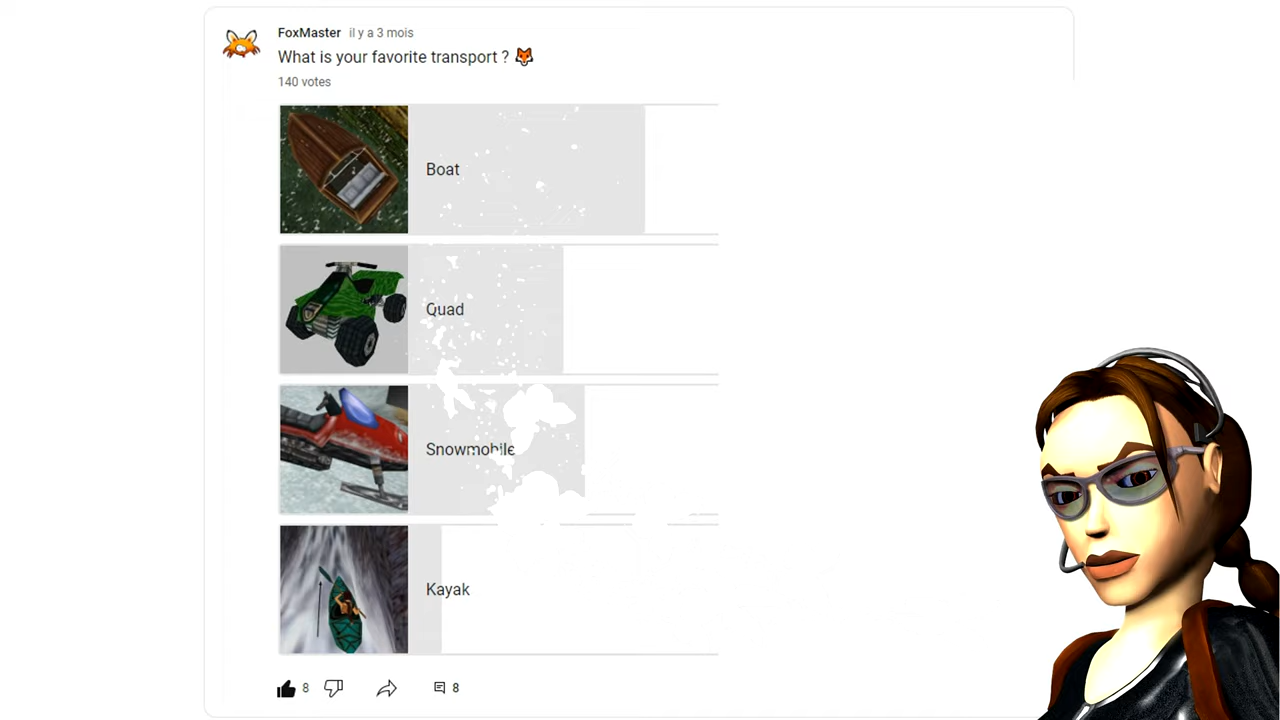 FoxMaster il y a 3 mois
What is your favorite transport ? 🦊
140 votes
Boat
Quad
Snowmobile
Kayak
8 8